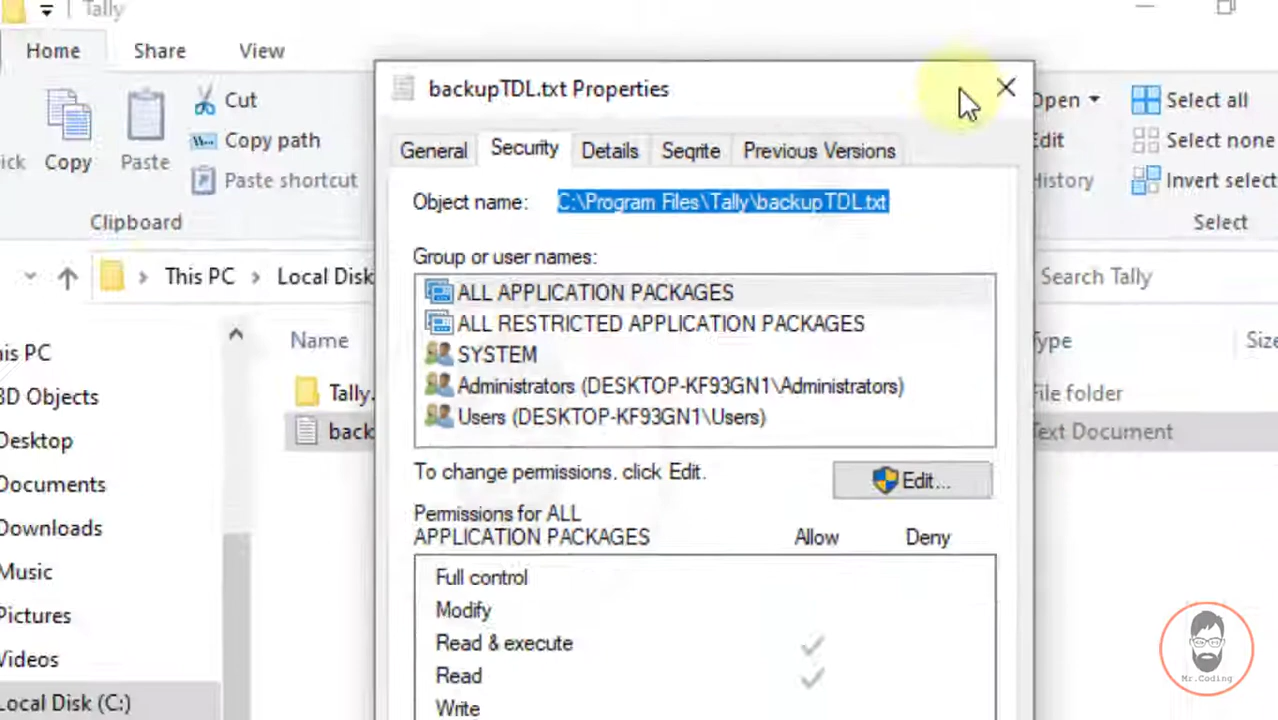 Tally
Home Share View
Cut
Copy path
Paste shortcut
Copy
Paste
Clipboard
backupTDL.txt Properties
General Security Details Seqrite Previous Versions
Object name: C:\Program Files\Tally\backupTDL.txt
Group or user names:
ALL APPLICATION PACKAGES
ALL RESTRICTED APPLICATION PACKAGES
SYSTEM
Administrators (DESKTOP-KF93GN1\Administrators)
Users (DESKTOP-KF93GN1\Users)
To change permissions, click Edit.
Edit...
Permissions for ALL
APPLICATION PACKAGES Allow Deny
Full control
Modify
Read & execute
Read
Write
Open
Edit
History
Select all
Select none
Invert select
Select
This PC > Local Disk
Search Tally
Name
Type
Size
Tally.
File folder
back
Text Document
his PC
3D Objects
Desktop
Documents
Downloads
Music
Pictures
Videos
Local Disk (C:)
Mr.Coding